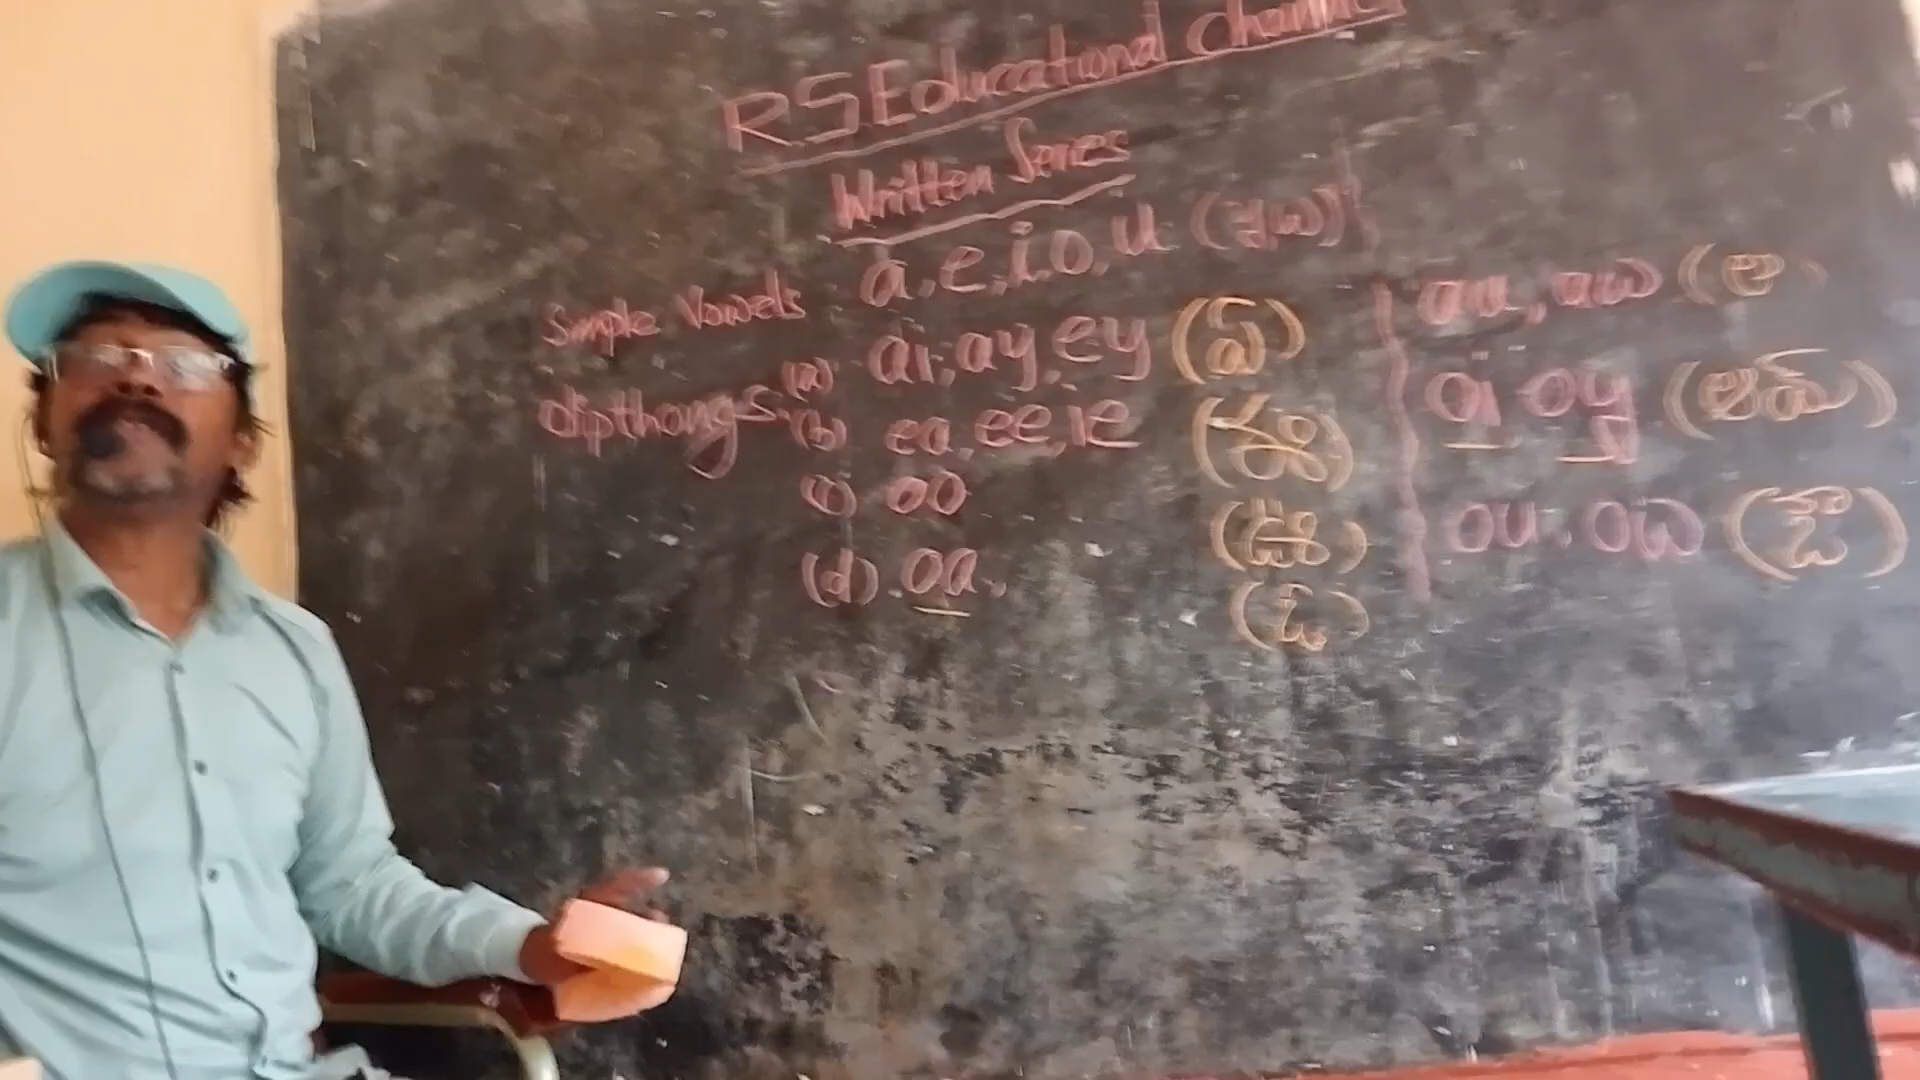 R.S Educational Channel
Written Series
Simple Vowels a, e, i, o, u
dipthongs. (a) ai, ay, ey (ఏ)
(b) ea, ee, ie (ఈ)
(c) oo (ఊ)
(d) oa, (ఓ)
au, aw
oi oy (ఆయ్)
ou, ow (ఔ)